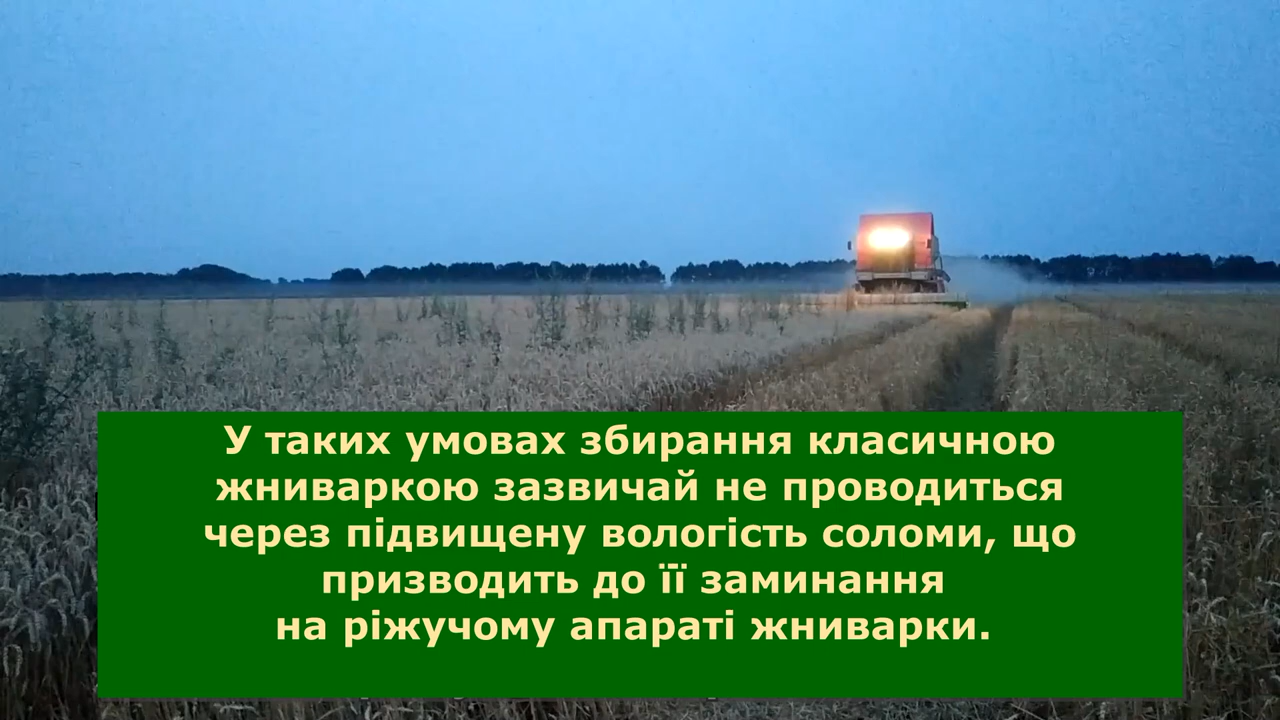 У таких умовах збирання класичною
жниваркою зазвичай не проводиться
через підвищену вологість соломи, що
призводить до її заминання
на ріжучому апараті жниварки.